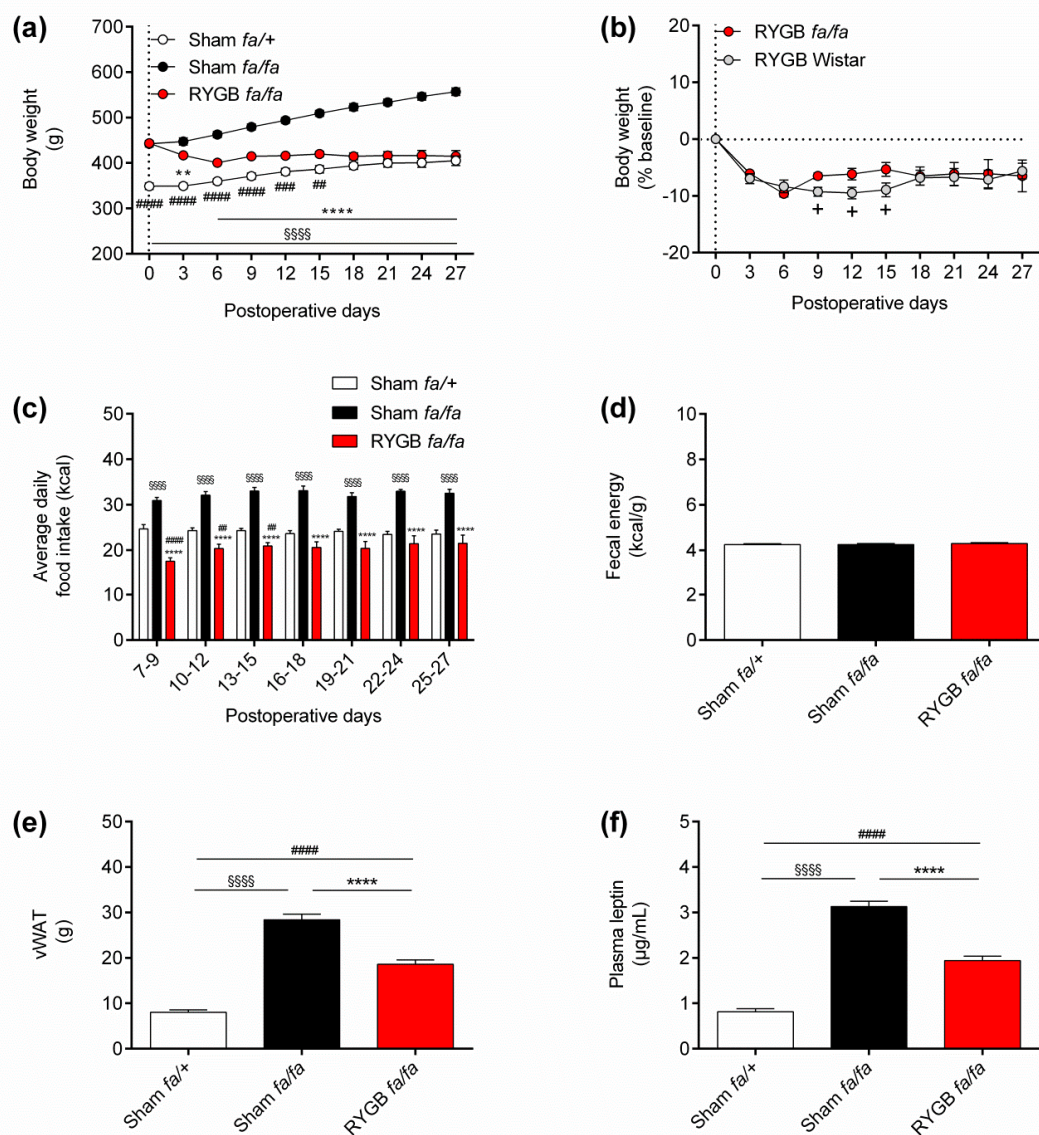 (a)
Sham fa/+
Sham fa/fa
RYGB fa/fa
Body weight
(g)
700
600
500
400
300
200
**
#### #### #### #### ### ##
****
§§§§
0 3 6 9 12 15 18 21 24 27
Postoperative days
(b)
RYGB fa/fa
RYGB Wistar
Body weight
(% baseline)
20
10
0
-10
-20
+ + +
0 3 6 9 12 15 18 21 24 27
Postoperative days
(c)
Sham fa/+
Sham fa/fa
RYGB fa/fa
Average daily
food intake (kcal)
50
40
30
20
10
0
§§§§ §§§§ §§§§ §§§§ §§§§ §§§§ §§§§
#### ## ##
**** **** **** **** **** **** ****
7-9 10-12 13-15 16-18 19-21 22-24 25-27
Postoperative days
(d)
Fecal energy
(kcal/g)
10
8
6
4
2
0
Sham fa/+ Sham fa/fa RYGB fa/fa
(e)
vWAT
(g)
50
40
30
20
10
0
####
§§§§ ****
Sham fa/+ Sham fa/fa RYGB fa/fa
(f)
Plasma leptin
(µg/mL)
5
4
3
2
1
0
####
§§§§ ****
Sham fa/+ Sham fa/fa RYGB fa/fa